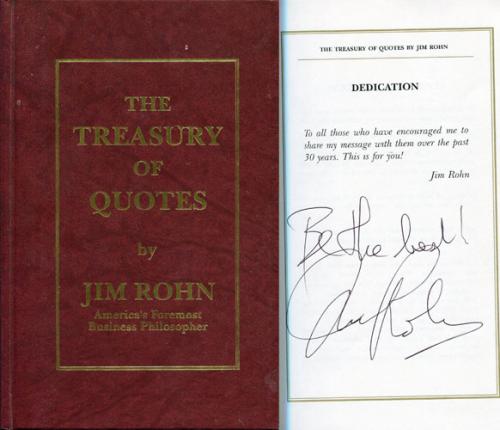 THE
TREASURY
OF
QUOTES
by
JIM ROHN
America's Foremost
Business Philosopher
THE TREASURY OF QUOTES BY JIM ROHN
DEDICATION
To all those who have encouraged me to
share my message with them over the past
30 years. This is for you!
Jim Rohn
Be the best!
Jim Rohn